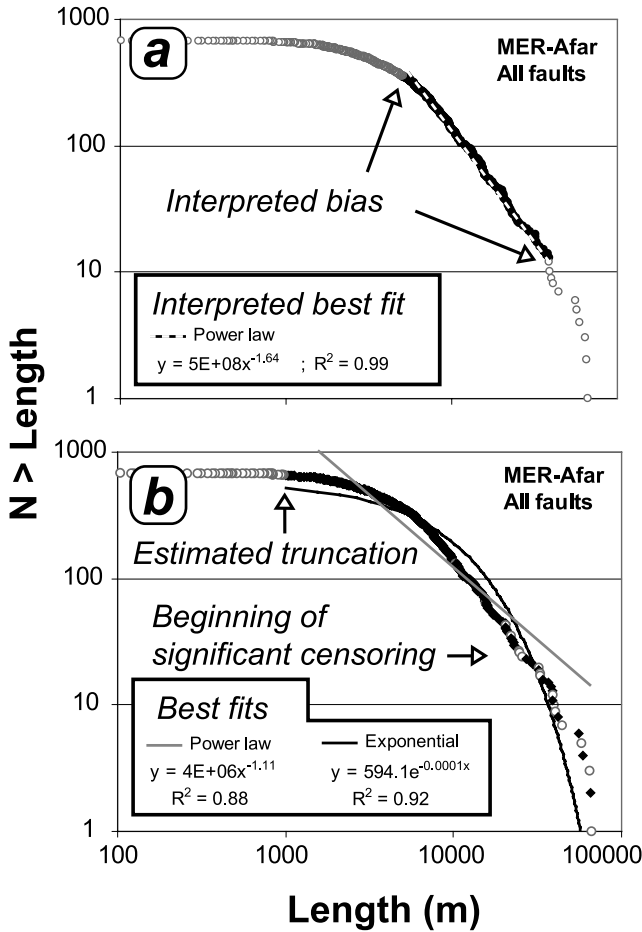 1000
a
MER-Afar
All faults
100
Interpreted bias
10
Interpreted best fit
Power law
y = 5E+08x^-1.64 ; R^2 = 0.99
1
N > Length
1000
b
MER-Afar
All faults
Estimated truncation
100
Beginning of
significant censoring
10
Best fits
Power law Exponential
y = 4E+06x^-1.11 y = 594.1e^-0.0001x
R^2 = 0.88 R^2 = 0.92
1
100 1000 10000 100000
Length (m)